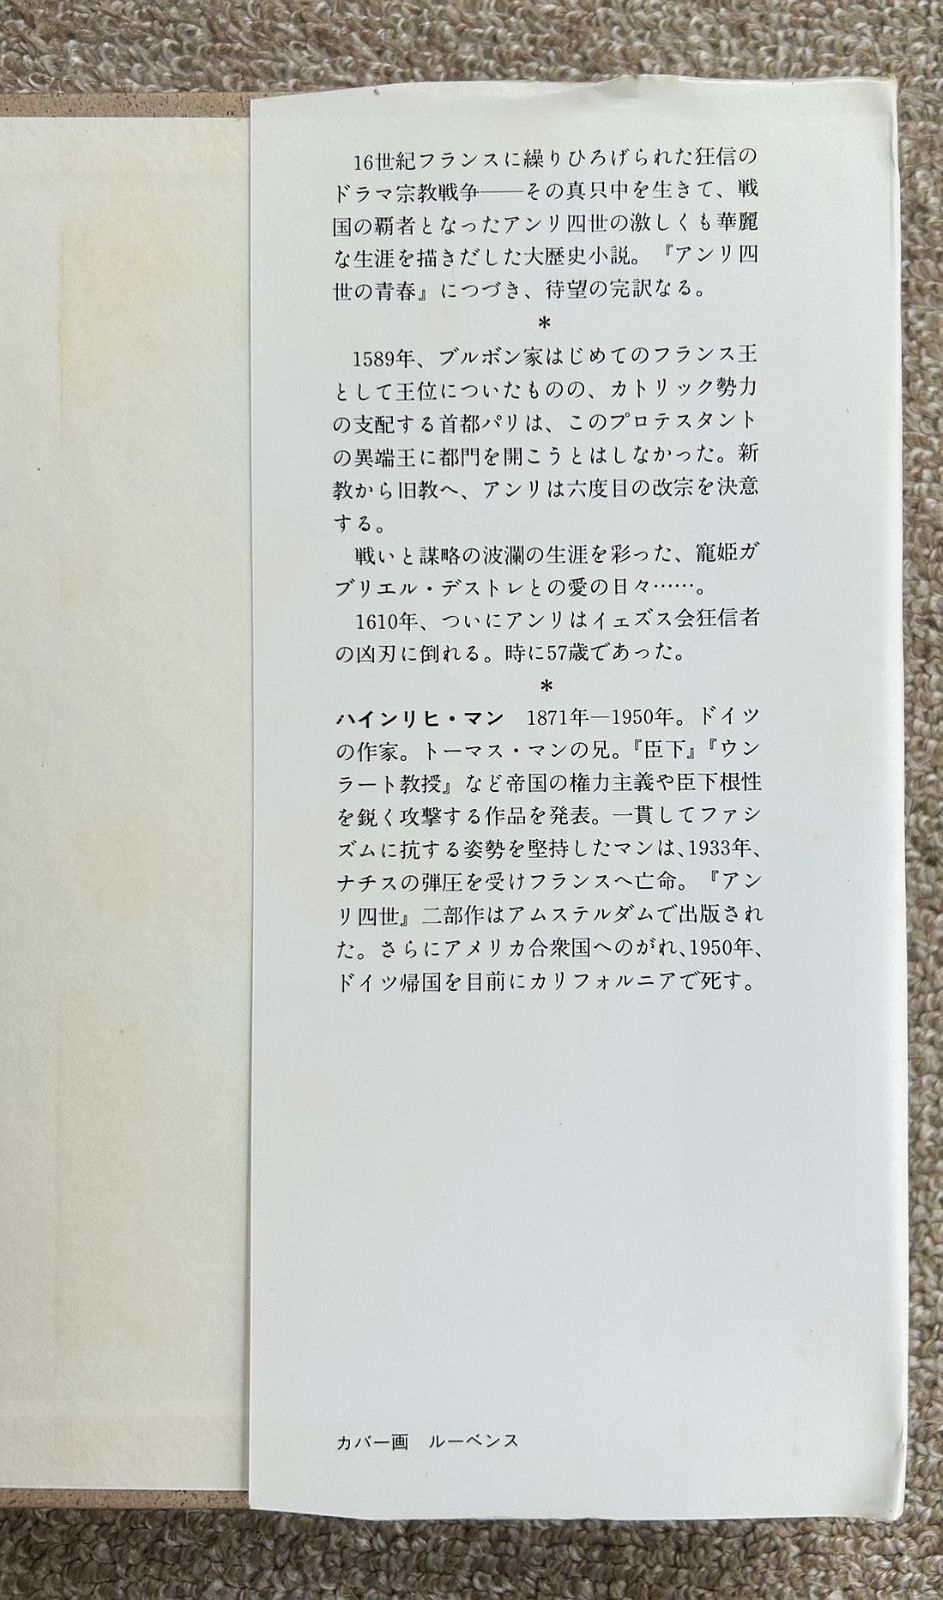 16世紀フランスに繰りひろげられた狂信の
ドラマ宗教戦争――その真只中を生きて、戦
国の覇者となったアンリ四世の激しくも華麗
な生涯を描きだした大歴史小説。『アンリ四
世の青春』につづき、待望の完訳なる。
＊
1589年、ブルボン家はじめてのフランス王
として王位についたものの、カトリック勢力
の支配する首都パリは、このプロテスタント
の異端王に都門を開こうとはしなかった。新
教から旧教へ、アンリは六度目の改宗を決意
する。
戦いと謀略の波瀾の生涯を彩った、寵姫ガ
ブリエル・デストレとの愛の日々……。
1610年、ついにアンリはイェズス会狂信者
の凶刃に倒れる。時に57歳であった。
＊
ハインリヒ・マン　1871年―1950年。ドイツ
の作家。トーマス・マンの兄。『臣下』『ウン
ラート教授』など帝国の権力主義や臣下根性
を鋭く攻撃する作品を発表。一貫してファシ
ズムに抗する姿勢を堅持したマンは、1933年、
ナチスの弾圧を受けフランスへ亡命。『アン
リ四世』二部作はアムステルダムで出版され
た。さらにアメリカ合衆国へのがれ、1950年、
ドイツ帰国を目前にカリフォルニアで死す。
カバー画　ルーベンス